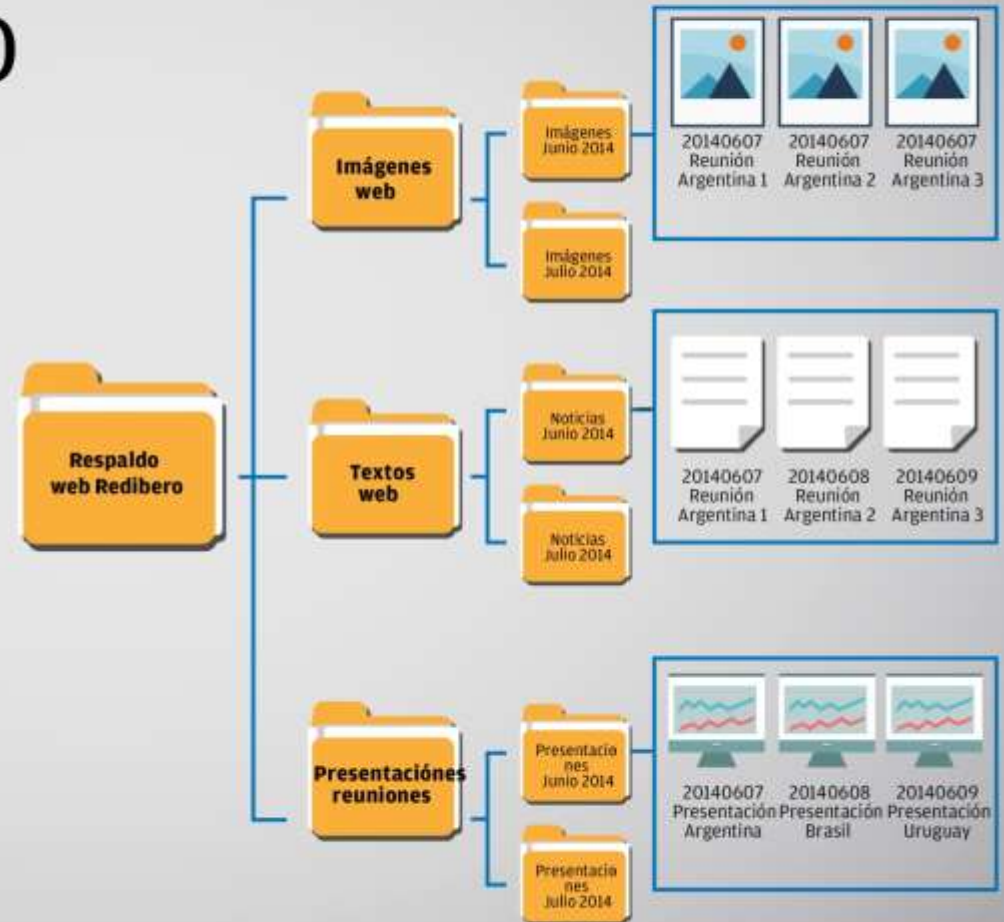 O
Respaldo
web Redibero
Imágenes
web
Imágenes
Junio 2014
Imágenes
Julio 2014
20140607
Reunión
Argentina 1
20140607
Reunión
Argentina 2
20140607
Reunión
Argentina 3
Textos
web
Noticias
Junio 2014
Noticias
Julio 2014
20140607
Reunión
Argentina 1
20140608
Reunión
Argentina 2
20140609
Reunión
Argentina 3
Presentaciónes
reuniones
Presentacio
nes
Junio 2014
Presentacio
nes
Julio 2014
20140607
Presentación
Argentina
20140608
Presentación
Brasil
20140609
Presentación
Uruguay